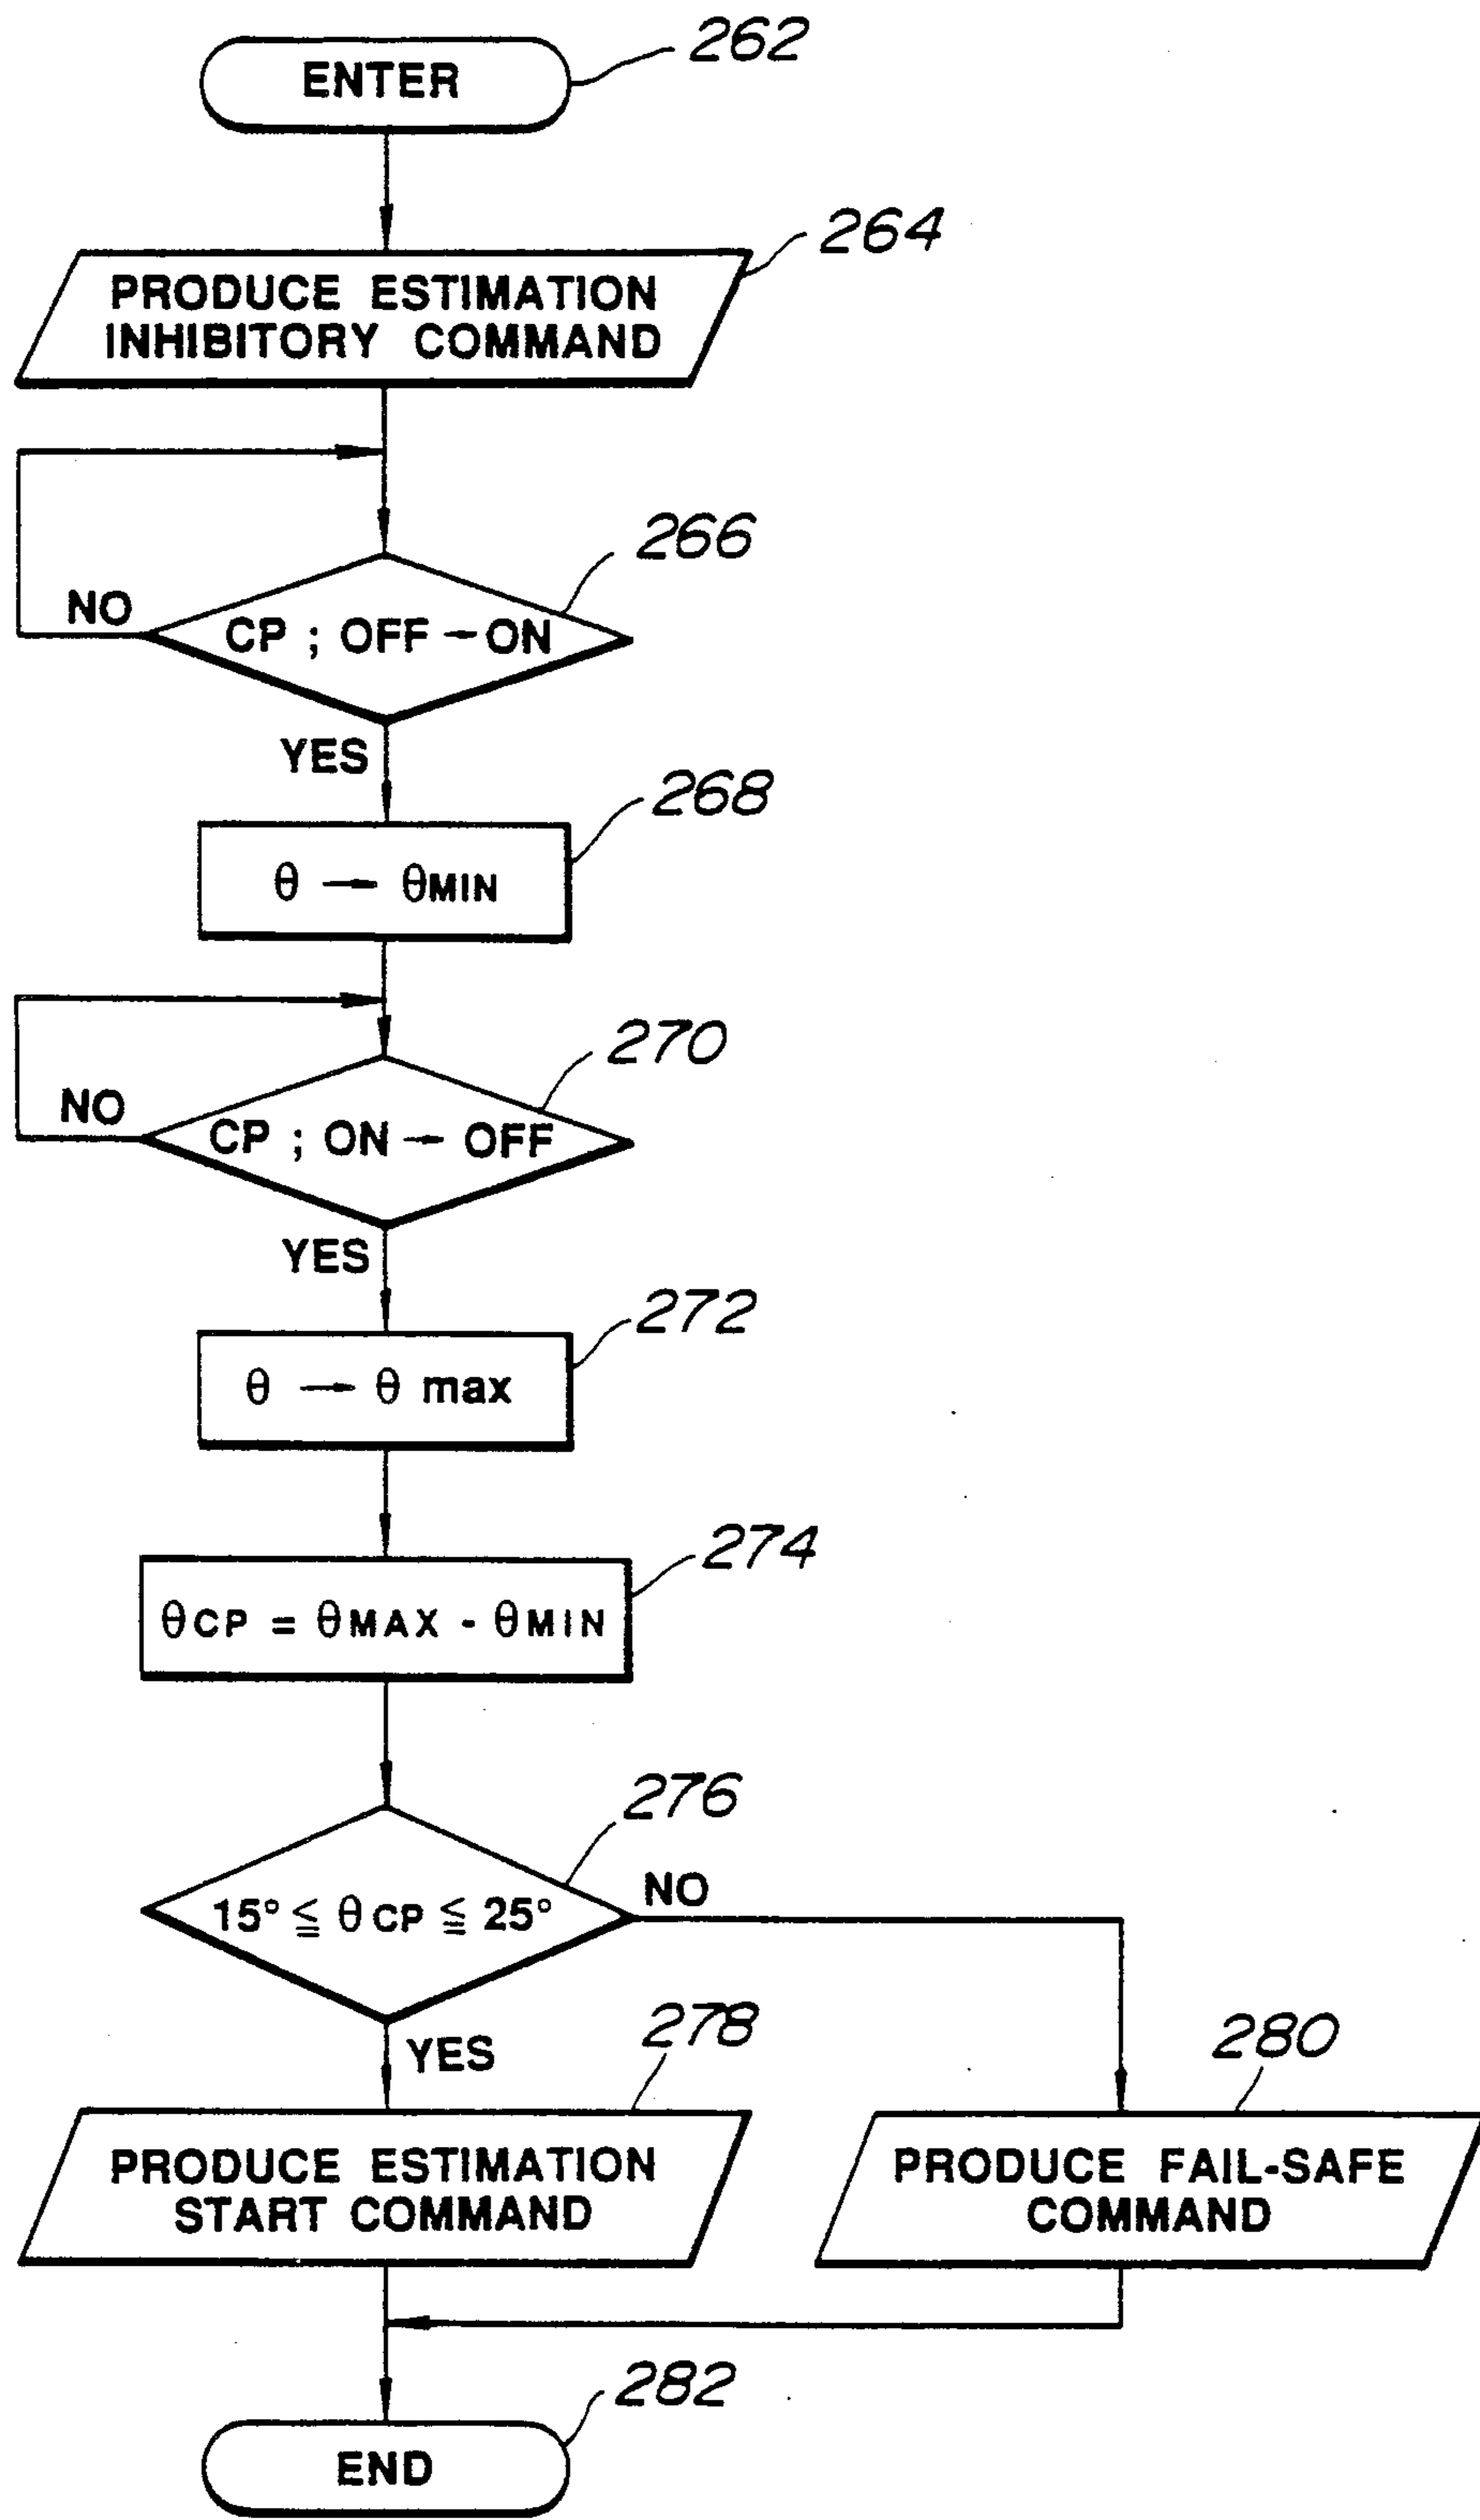 262
ENTER
264
PRODUCE ESTIMATION
INHIBITORY COMMAND
266
NO
CP ; OFF → ON
YES
268
θ → θMIN
270
NO
CP ; ON → OFF
YES
272
θ → θ max
274
θCP = θMAX - θMIN
276
NO
15° ≦ θCP ≦ 25°
YES
278
280
PRODUCE ESTIMATION
START COMMAND
PRODUCE FAIL-SAFE
COMMAND
282
END